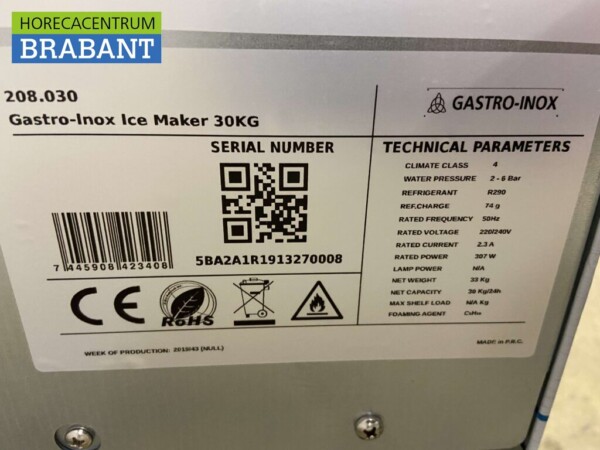 HORECACENTRUM
BRABANT
208.030
Gastro-Inox Ice Maker 30KG
GASTRO-INOX
SERIAL NUMBER
5BA2A1R1913270008
7 445908 423408
TECHNICAL PARAMETERS
CLIMATE CLASS 4
WATER PRESSURE 2 - 6 Bar
REFRIGERANT R290
REF.CHARGE 74 g
RATED FREQUENCY 50Hz
RATED VOLTAGE 220/240V
RATED CURRENT 2.3 A
RATED POWER 307 W
LAMP POWER N/A
NET WEIGHT 33 Kg
NET CAPACITY 36 Kg/24h
MAX SHELF LOAD N/A Kg
FOAMING AGENT C₅H₁₀
CE
RoHS
WEEK OF PRODUCTION: 2019/43 (NULL)
MADE IN P.R.C.